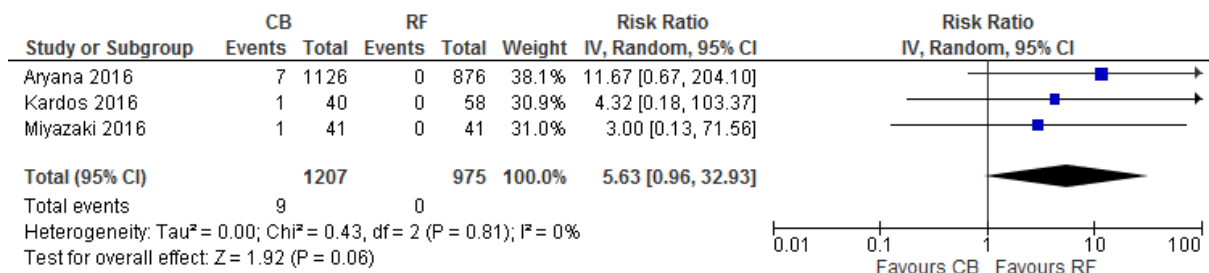 CB RF Risk Ratio Risk Ratio
Study or Subgroup Events Total Events Total Weight IV, Random, 95% CI IV, Random, 95% CI
Aryana 2016 7 1126 0 876 38.1% 11.67 [0.67, 204.10]
Kardos 2016 1 40 0 58 30.9% 4.32 [0.18, 103.37]
Miyazaki 2016 1 41 0 41 31.0% 3.00 [0.13, 71.56]
Total (95% CI) 1207 975 100.0% 5.63 [0.96, 32.93]
Total events 9 0
Heterogeneity: Tau² = 0.00; Chi² = 0.43, df = 2 (P = 0.81); I² = 0%
Test for overall effect: Z = 1.92 (P = 0.06)
0.01 0.1 1 10 100
Favours CB Favours RF